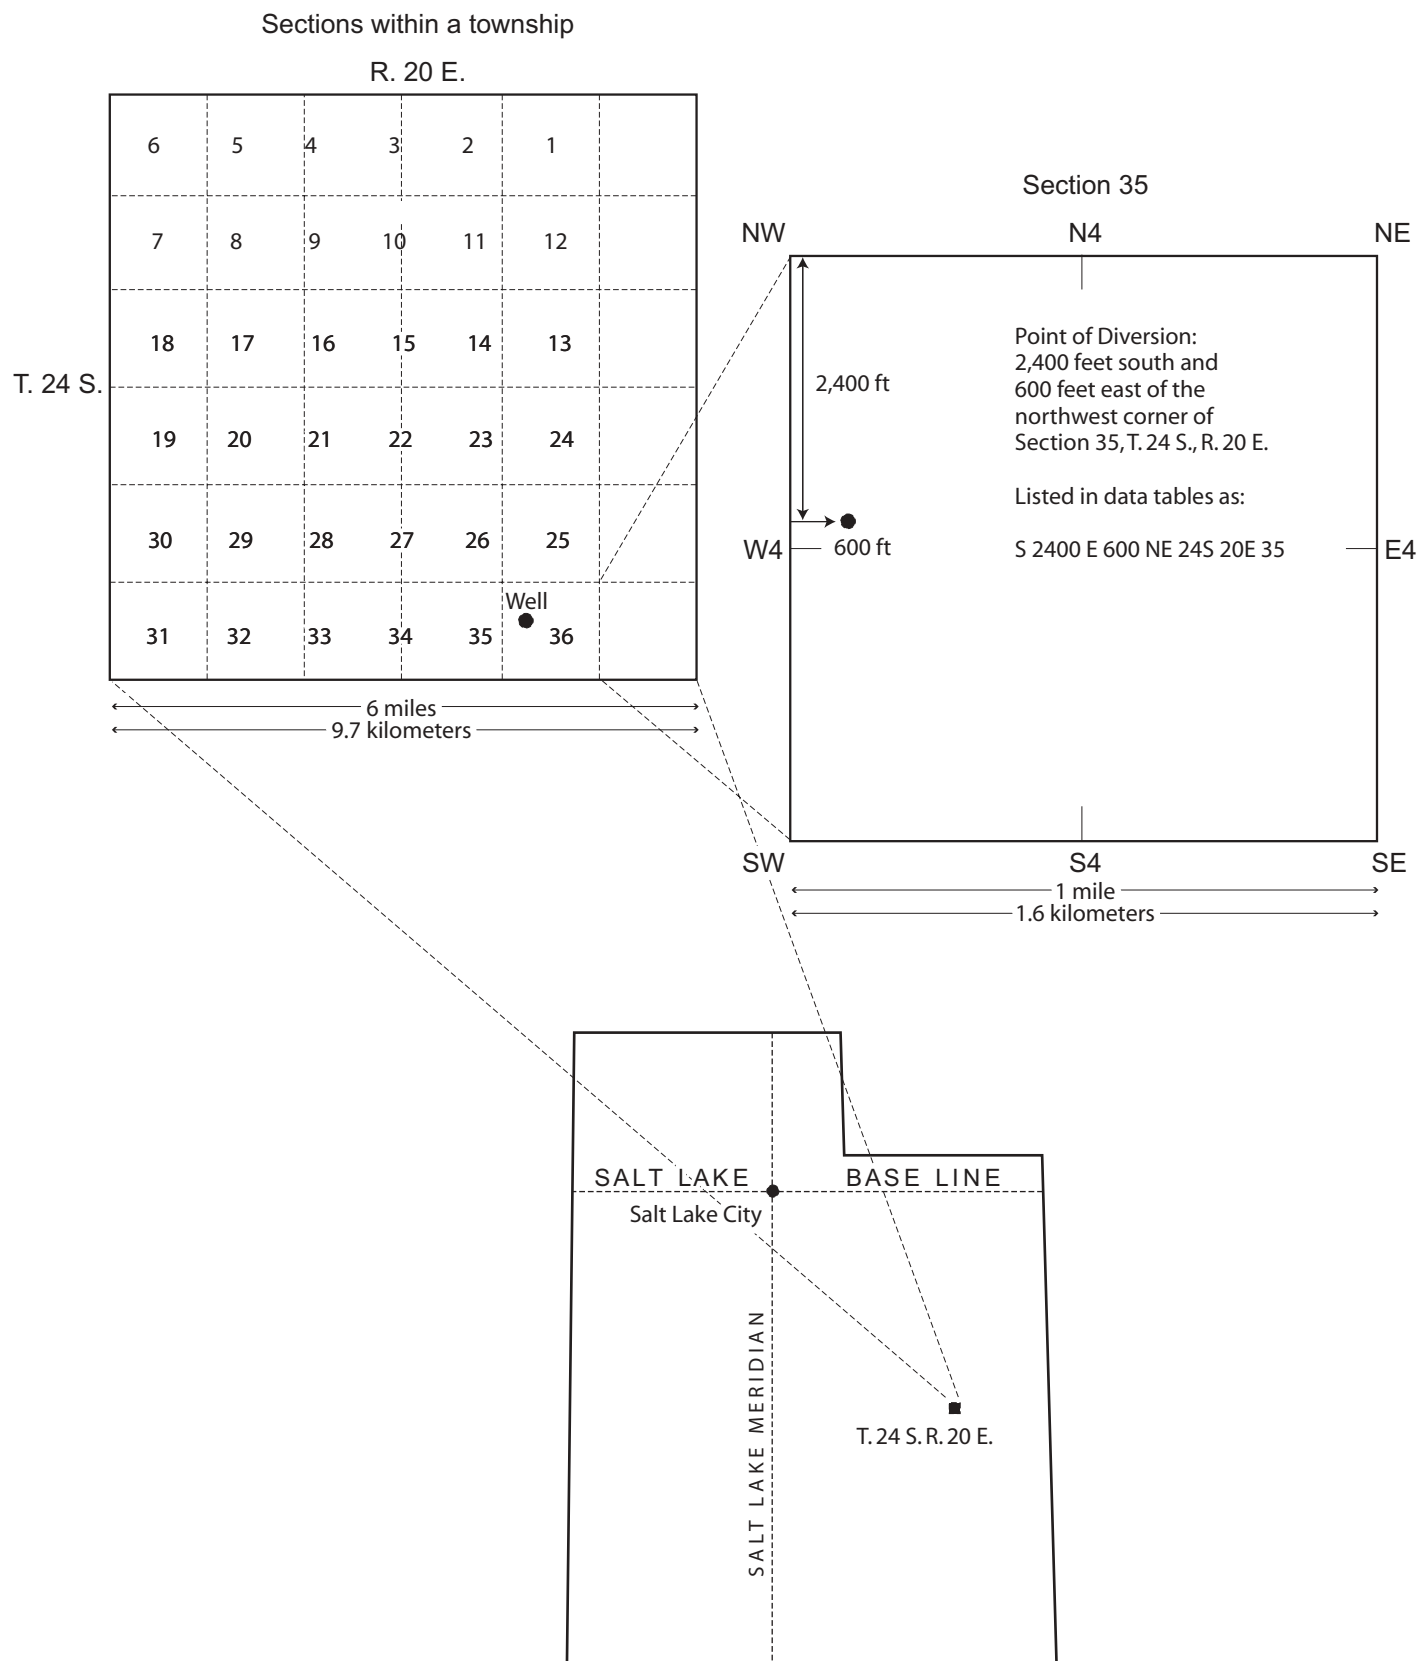 Sections within a township
R. 20 E.
6 5 4 3 2 1
7 8 9 10 11 12
18 17 16 15 14 13
T. 24 S.
19 20 21 22 23 24
30 29 28 27 26 25
Well
31 32 33 34 35 36
6 miles
9.7 kilometers
Section 35
NW N4 NE
2,400 ft
Point of Diversion:
2,400 feet south and
600 feet east of the
northwest corner of
Section 35, T. 24 S., R. 20 E.
Listed in data tables as:
S 2400 E 600 NE 24S 20E 35
W4
600 ft
E4
SW S4 SE
1 mile
1.6 kilometers
SALT LAKE BASE LINE
Salt Lake City
SALT LAKE MERIDIAN
T. 24 S. R. 20 E.